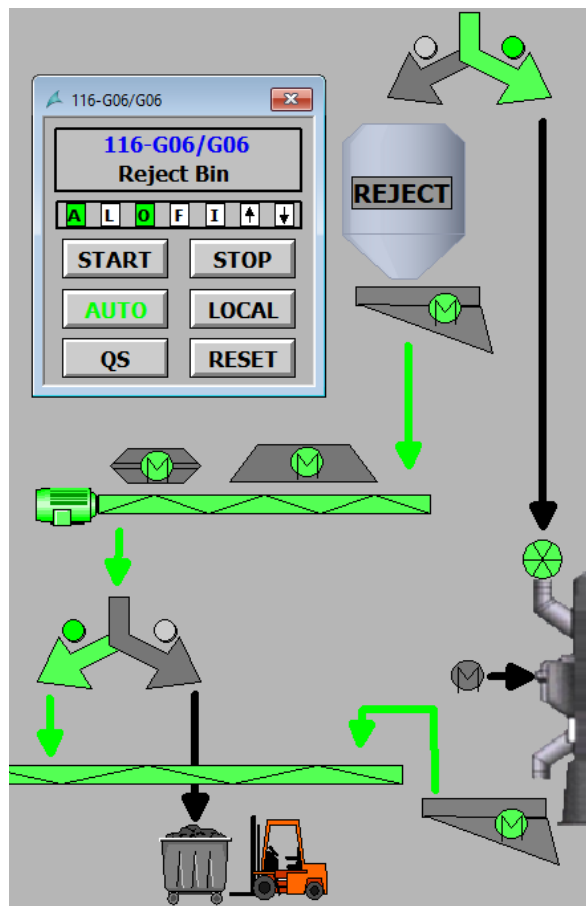 116-G06/G06
116-G06/G06
Reject Bin
A L O F I
START STOP
AUTO LOCAL
QS RESET
REJECT
M
M M
M
M